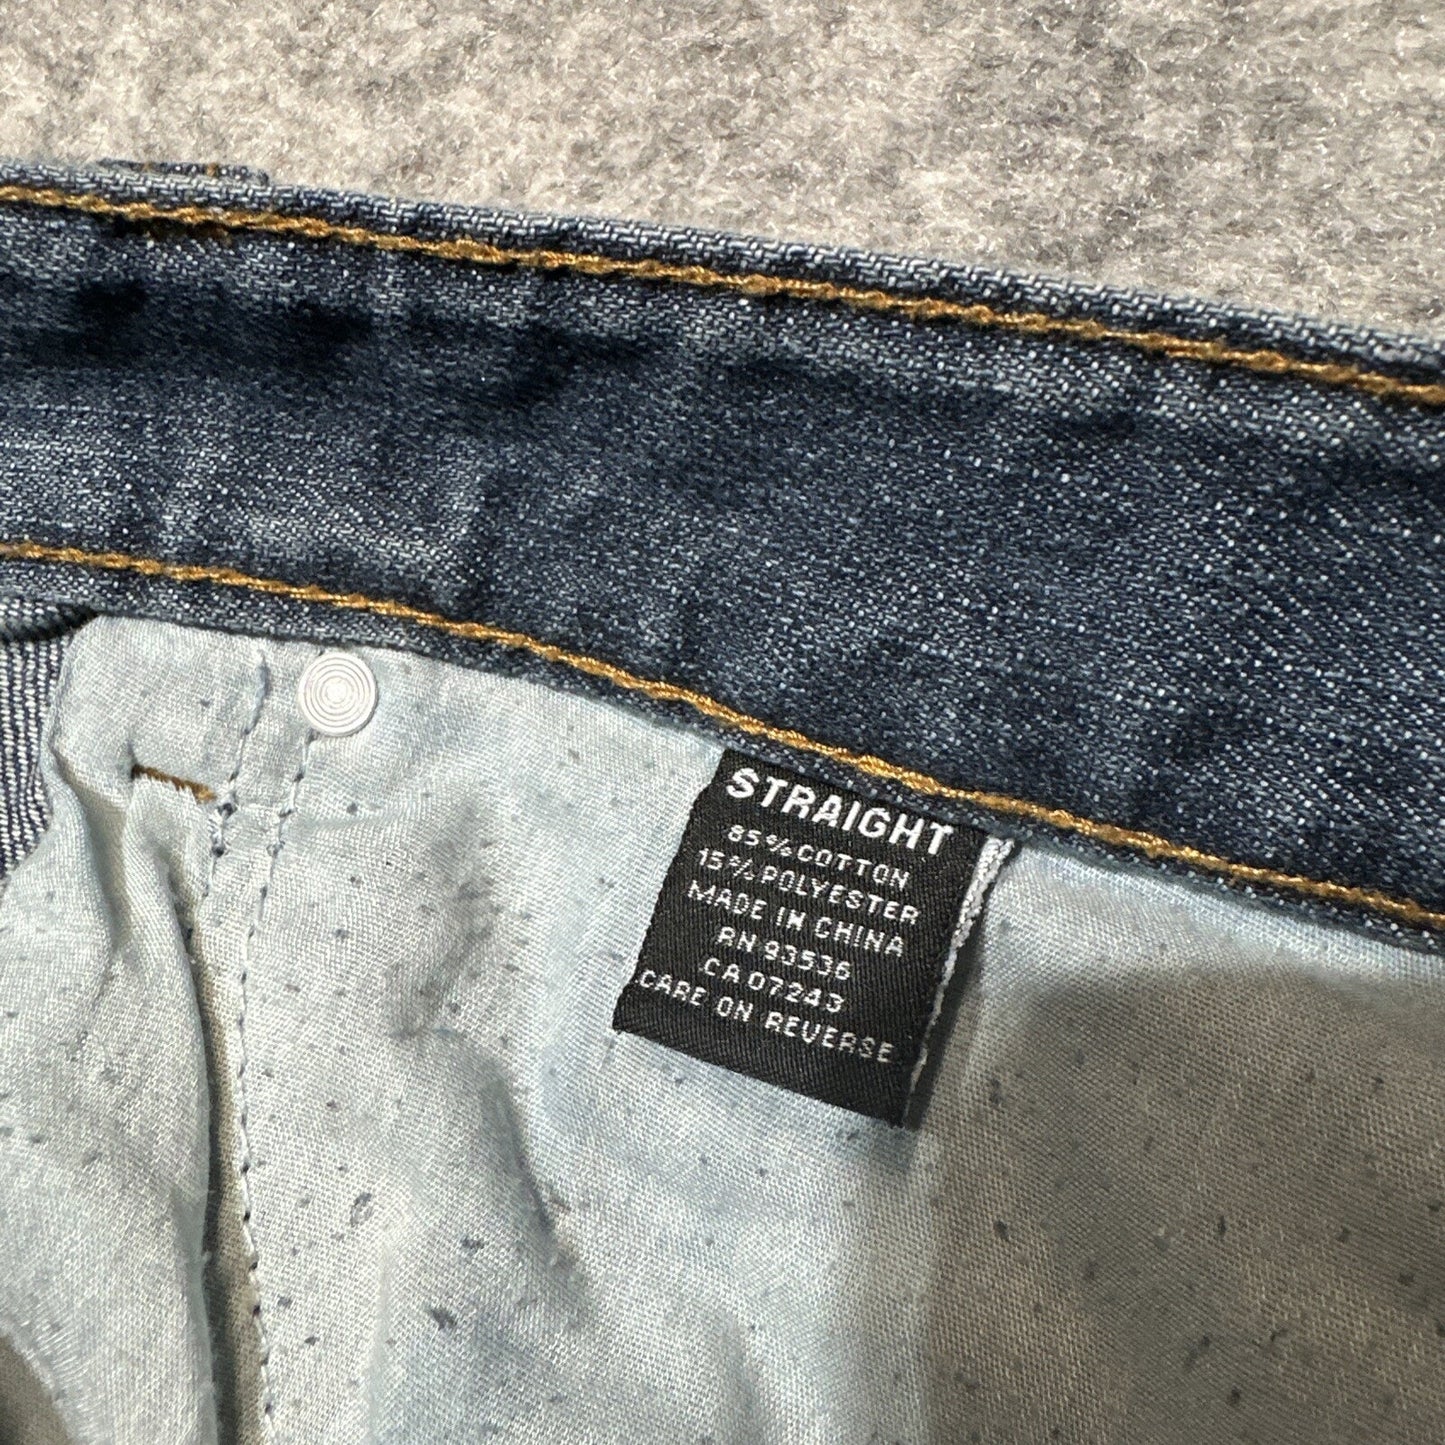 STRAIGHT
85% COTTON
15% POLYESTER
MADE IN CHINA
RN 93536
CA 07243
CARE ON REVERSE